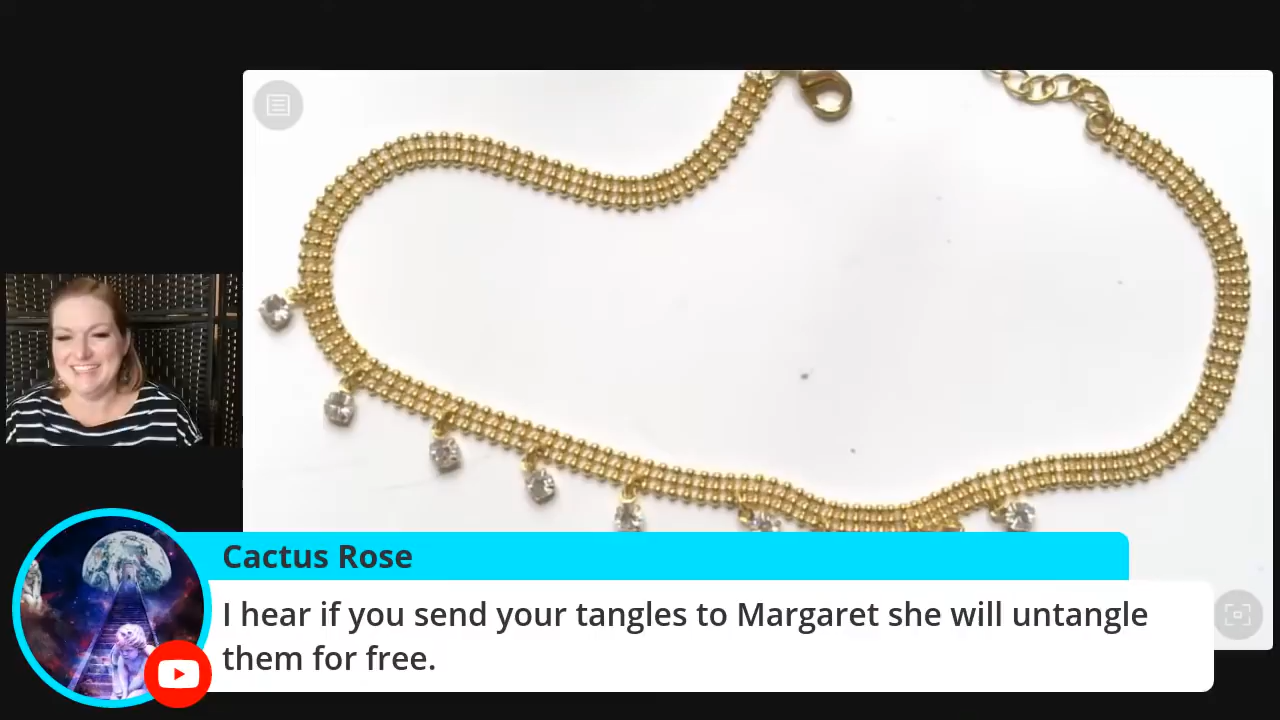 Cactus Rose
I hear if you send your tangles to Margaret she will untangle
them for free.